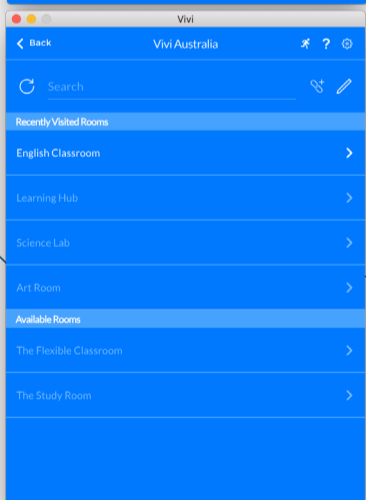 Vivi
Back
Vivi Australia
?
Search
Recently Visited Rooms
English Classroom
Learning Hub
Science Lab
Art Room
Available Rooms
The Flexible Classroom
The Study Room